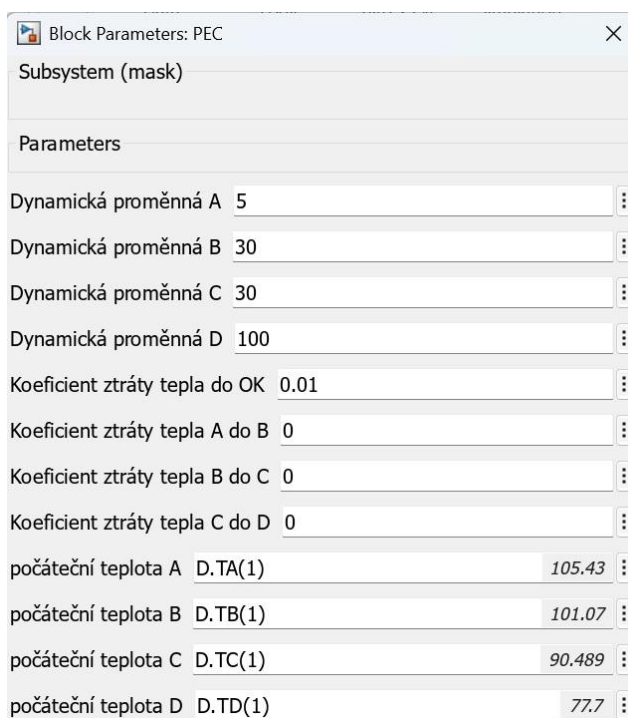 Block Parameters: PEC
Subsystem (mask)
Parameters
Dynamická proměnná A 5
Dynamická proměnná B 30
Dynamická proměnná C 30
Dynamická proměnná D 100
Koeficient ztráty tepla do OK 0.01
Koeficient ztráty tepla A do B 0
Koeficient ztráty tepla B do C 0
Koeficient ztráty tepla C do D 0
počáteční teplota A D.TA(1) 105.43
počáteční teplota B D.TB(1) 101.07
počáteční teplota C D.TC(1) 90.489
počáteční teplota D D.TD(1) 77.7